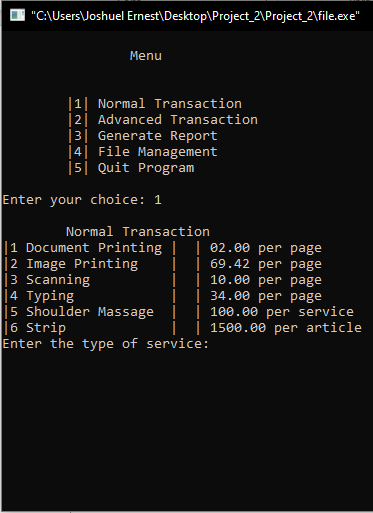 "C:\Users\Joshuel Ernest\Desktop\Project_2\Project_2\file.exe"
Menu
|1| Normal Transaction
|2| Advanced Transaction
|3| Generate Report
|4| File Management
|5| Quit Program
Enter your choice: 1
Normal Transaction
|1 Document Printing |  | 02.00 per page
|2 Image Printing    |  | 69.42 per page
|3 Scanning          |  | 10.00 per page
|4 Typing            |  | 34.00 per page
|5 Shoulder Massage  |  | 100.00 per service
|6 Strip             |  | 1500.00 per article
Enter the type of service: